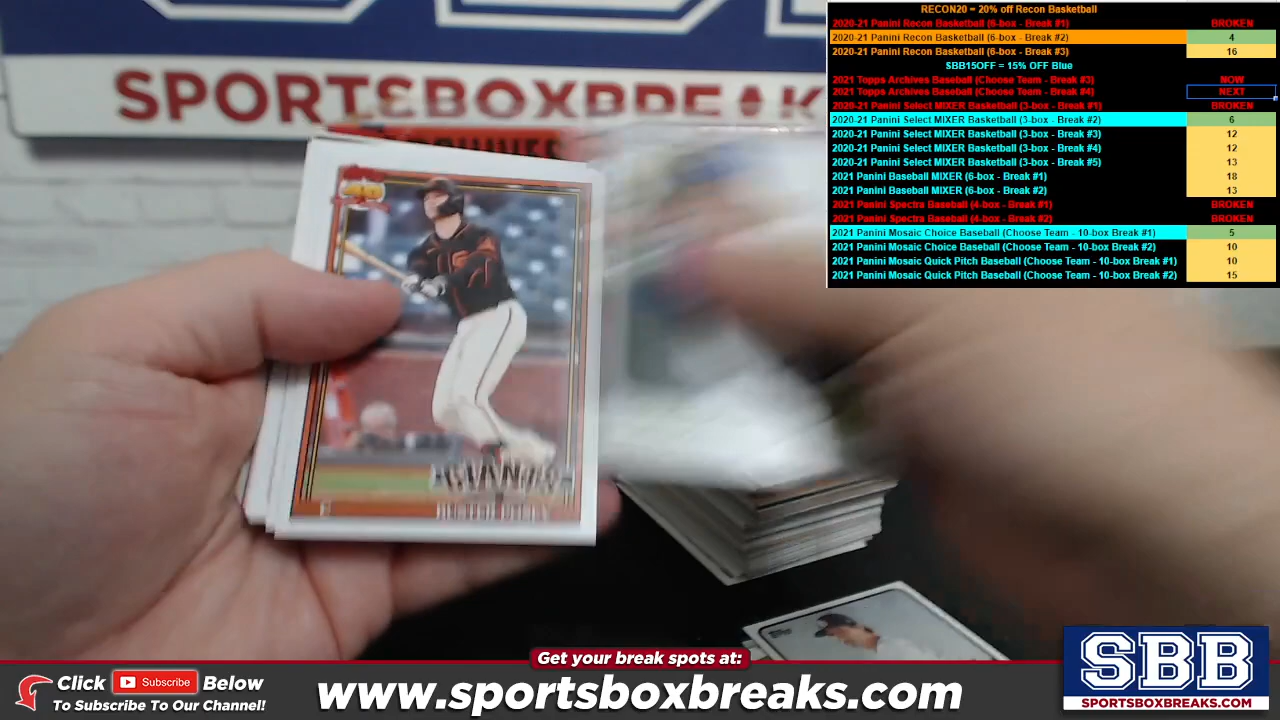 RECON20 = 20% off Recon Basketball
2020-21 Panini Recon Basketball (6-box - Break #1) BROKEN
2020-21 Panini Recon Basketball (6-box - Break #2) 4
2020-21 Panini Recon Basketball (6-box - Break #3) 16
SBB15OFF = 15% OFF Blue
2021 Topps Archives Baseball (Choose Team - Break #3) NOW
2021 Topps Archives Baseball (Choose Team - Break #4) NEXT
2020-21 Panini Select MIXER Basketball (3-box - Break #1) BROKEN
2020-21 Panini Select MIXER Basketball (3-box - Break #2) 6
2020-21 Panini Select MIXER Basketball (3-box - Break #3) 12
2020-21 Panini Select MIXER Basketball (3-box - Break #4) 12
2020-21 Panini Select MIXER Basketball (3-box - Break #5) 13
2021 Panini Baseball MIXER (6-box - Break #1) 18
2021 Panini Baseball MIXER (6-box - Break #2) 13
2021 Panini Spectra Baseball (4-box - Break #1) BROKEN
2021 Panini Spectra Baseball (4-box - Break #2) BROKEN
2021 Panini Mosaic Choice Baseball (Choose Team - 10-box Break #1) 5
2021 Panini Mosaic Choice Baseball (Choose Team - 10-box Break #2) 10
2021 Panini Mosaic Quick Pitch Baseball (Choose Team - 10-box Break #1) 10
2021 Panini Mosaic Quick Pitch Baseball (Choose Team - 10-box Break #2) 15
SPORTSBOXBREAK
40
GIANTS
Get your break spots at:
Click Subscribe Below
To Subscribe To Our Channel!
www.sportsboxbreaks.com
SBB
SPORTSBOXBREAKS.COM